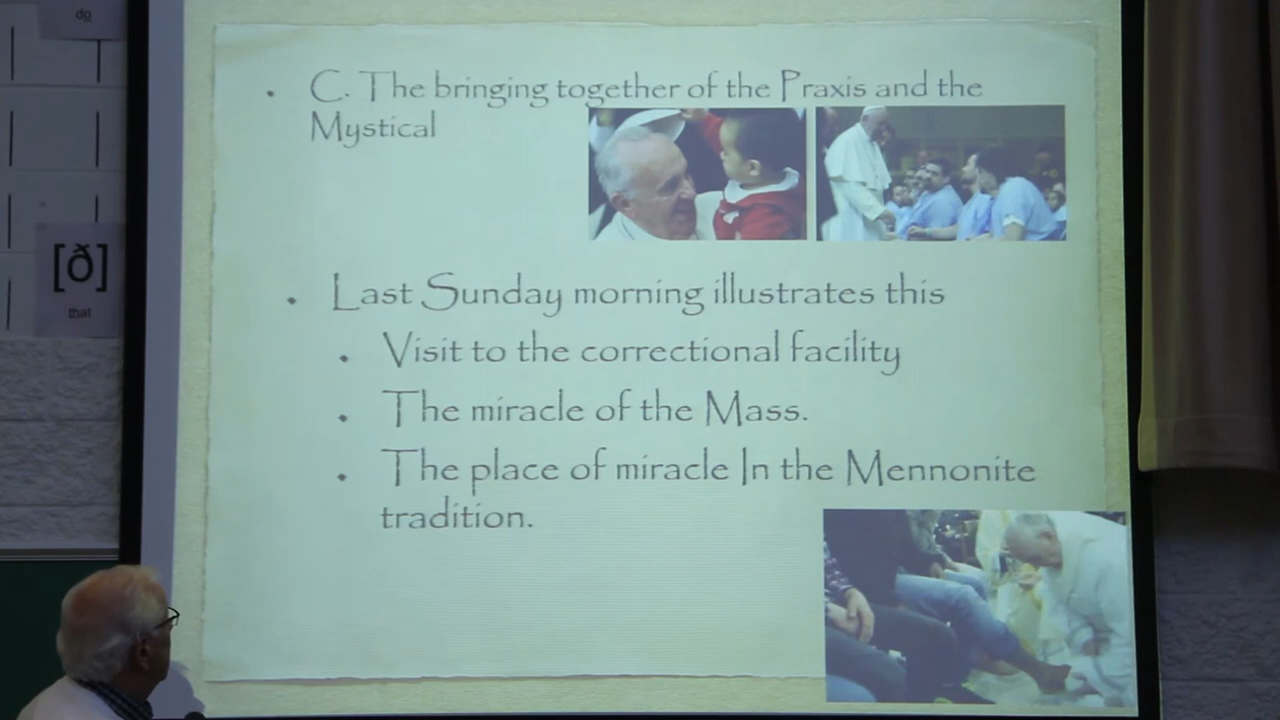 do
[ð]
that
• C. The bringing together of the Praxis and the
Mystical
• Last Sunday morning illustrates this
• Visit to the correctional facility
• The miracle of the Mass.
• The place of miracle In the Mennonite
tradition.